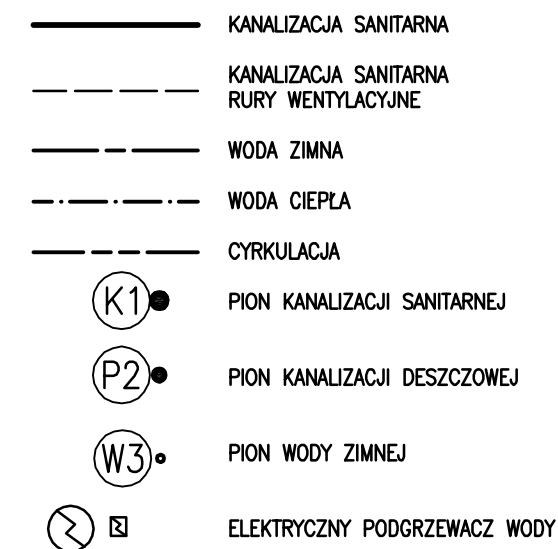 KANALIZACJA SANITARNA
KANALIZACJA SANITARNA
RURY WENTYLACYJNE
WODA ZIMNA
WODA CIEPŁA
CYRKULACJA
K1 PION KANALIZACJI SANITARNEJ
P2 PION KANALIZACJI DESZCZOWEJ
W3 PION WODY ZIMNEJ
ELEKTRYCZNY PODGRZEWACZ WODY